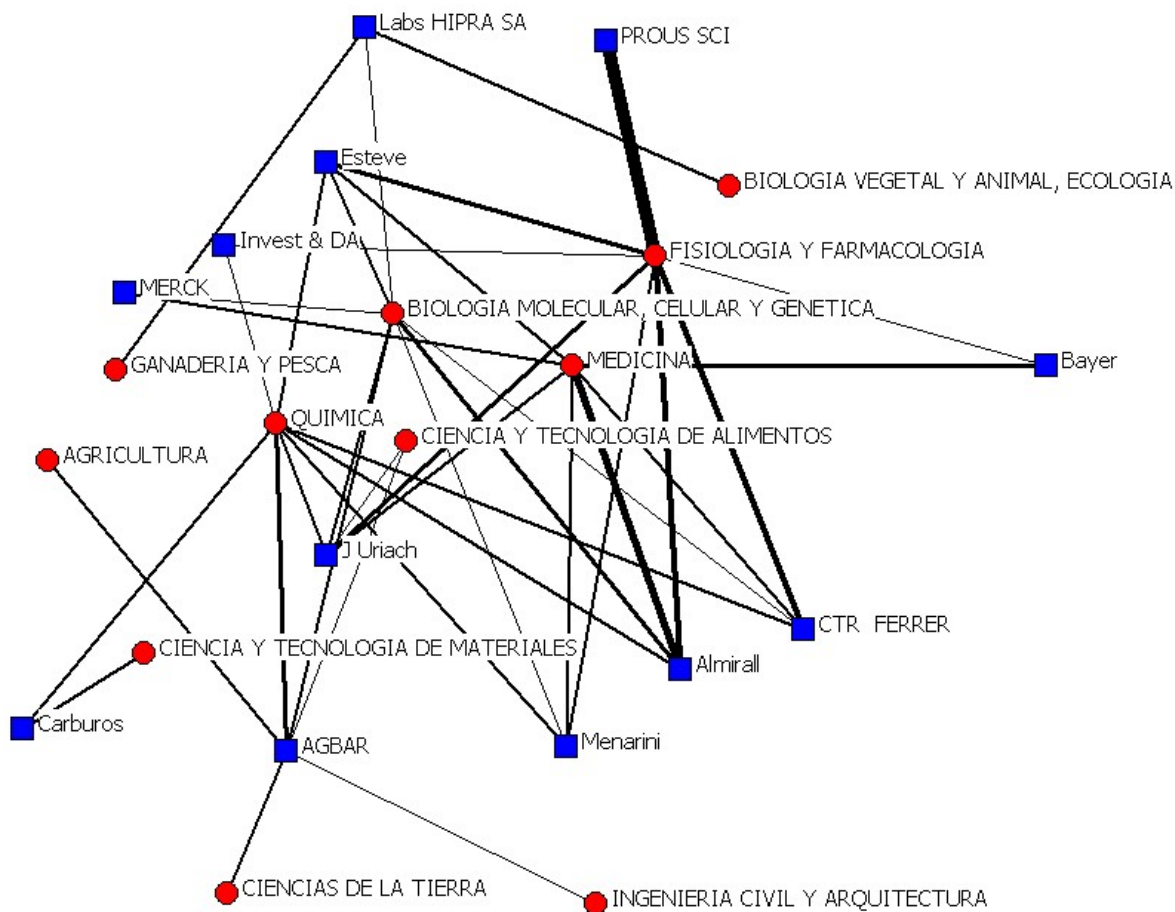 Labs HIPRA SA
PROUS SCI
Esteve
BIOLOGIA VEGETAL Y ANIMAL, ECOLOGIA
Invest & DA
FISIOLOGIA Y FARMACOLOGIA
MERCK
BIOLOGIA MOLECULAR, CELULAR Y GENETICA
GANADERIA Y PESCA
MEDICINA
Bayer
QUIMICA
CIENCIA Y TECNOLOGIA DE ALIMENTOS
AGRICULTURA
J Uriach
CTR FERRER
CIENCIA Y TECNOLOGIA DE MATERIALES
Almirall
Carburos
AGBAR
Menarini
CIENCIAS DE LA TIERRA
INGENIERIA CIVIL Y ARQUITECTURA